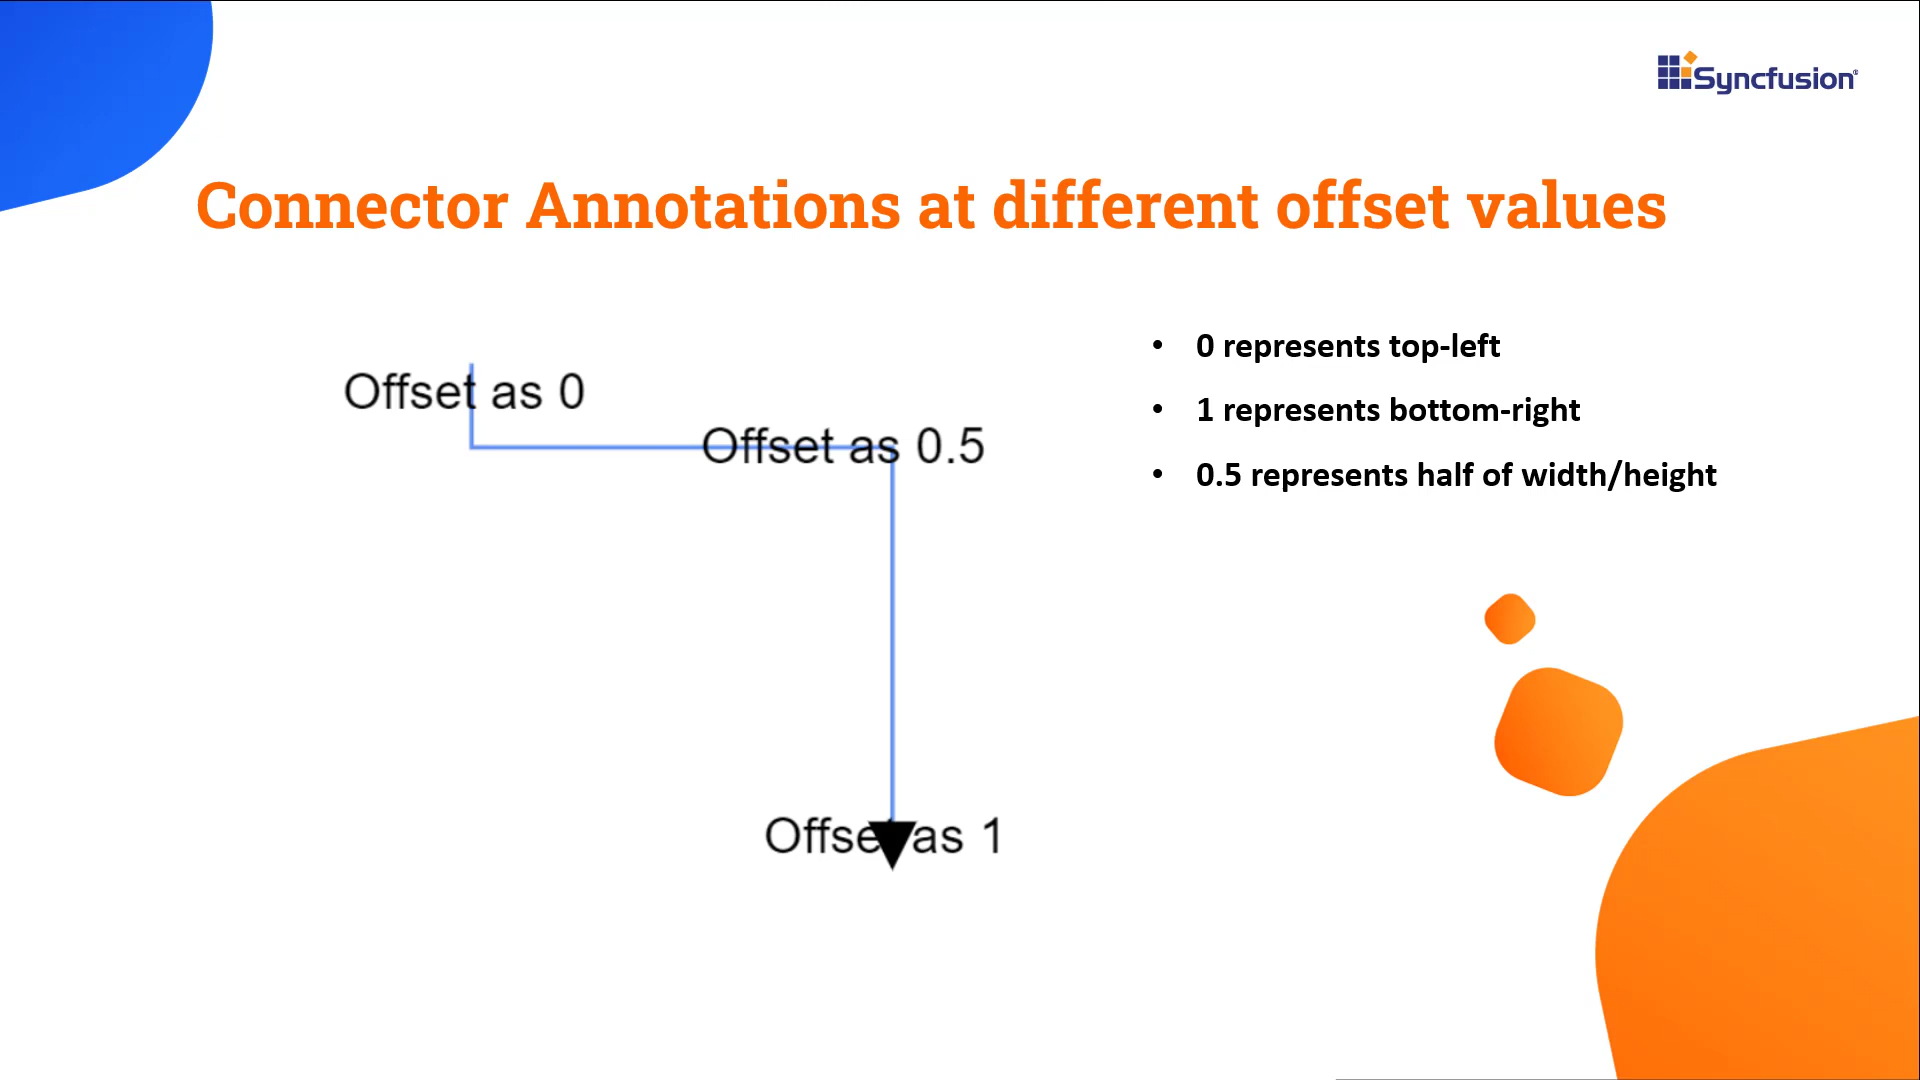 Syncfusion
Connector Annotations at different offset values
Offset as 0
Offset as 0.5
Offset as 1
• 0 represents top-left
• 1 represents bottom-right
• 0.5 represents half of width/height